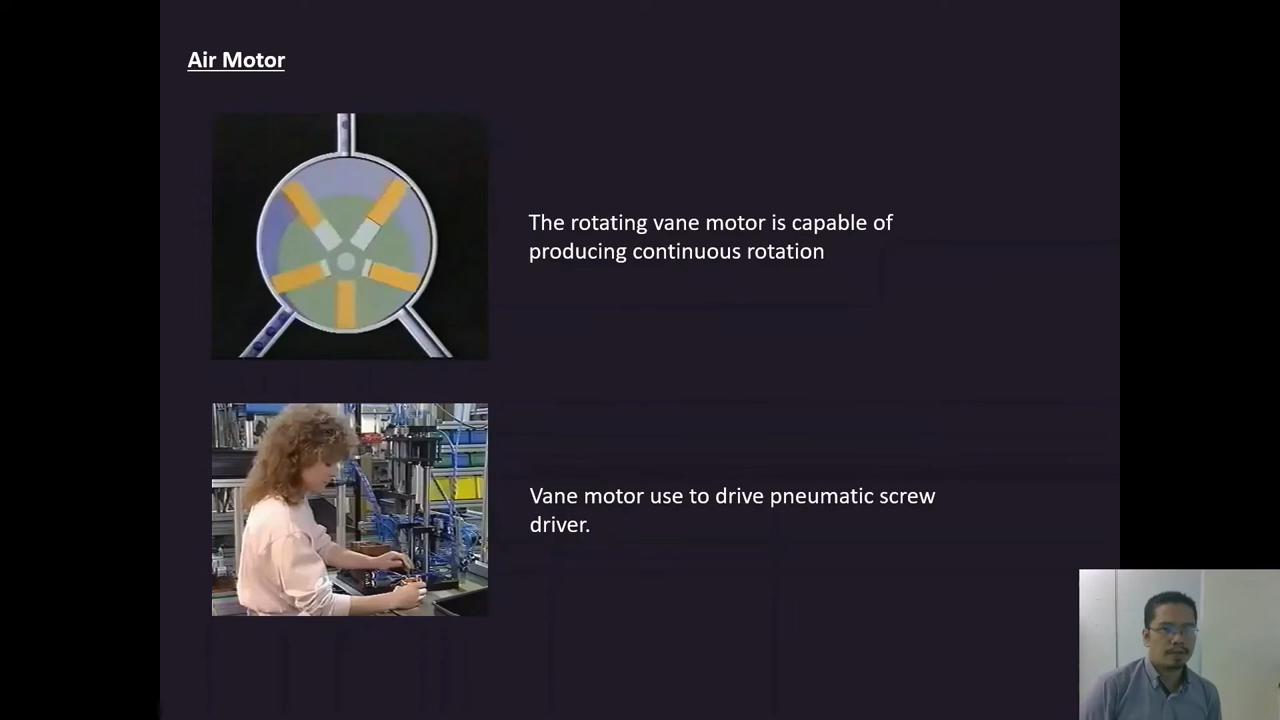 Air Motor
The rotating vane motor is capable of
producing continuous rotation
Vane motor use to drive pneumatic screw
driver.